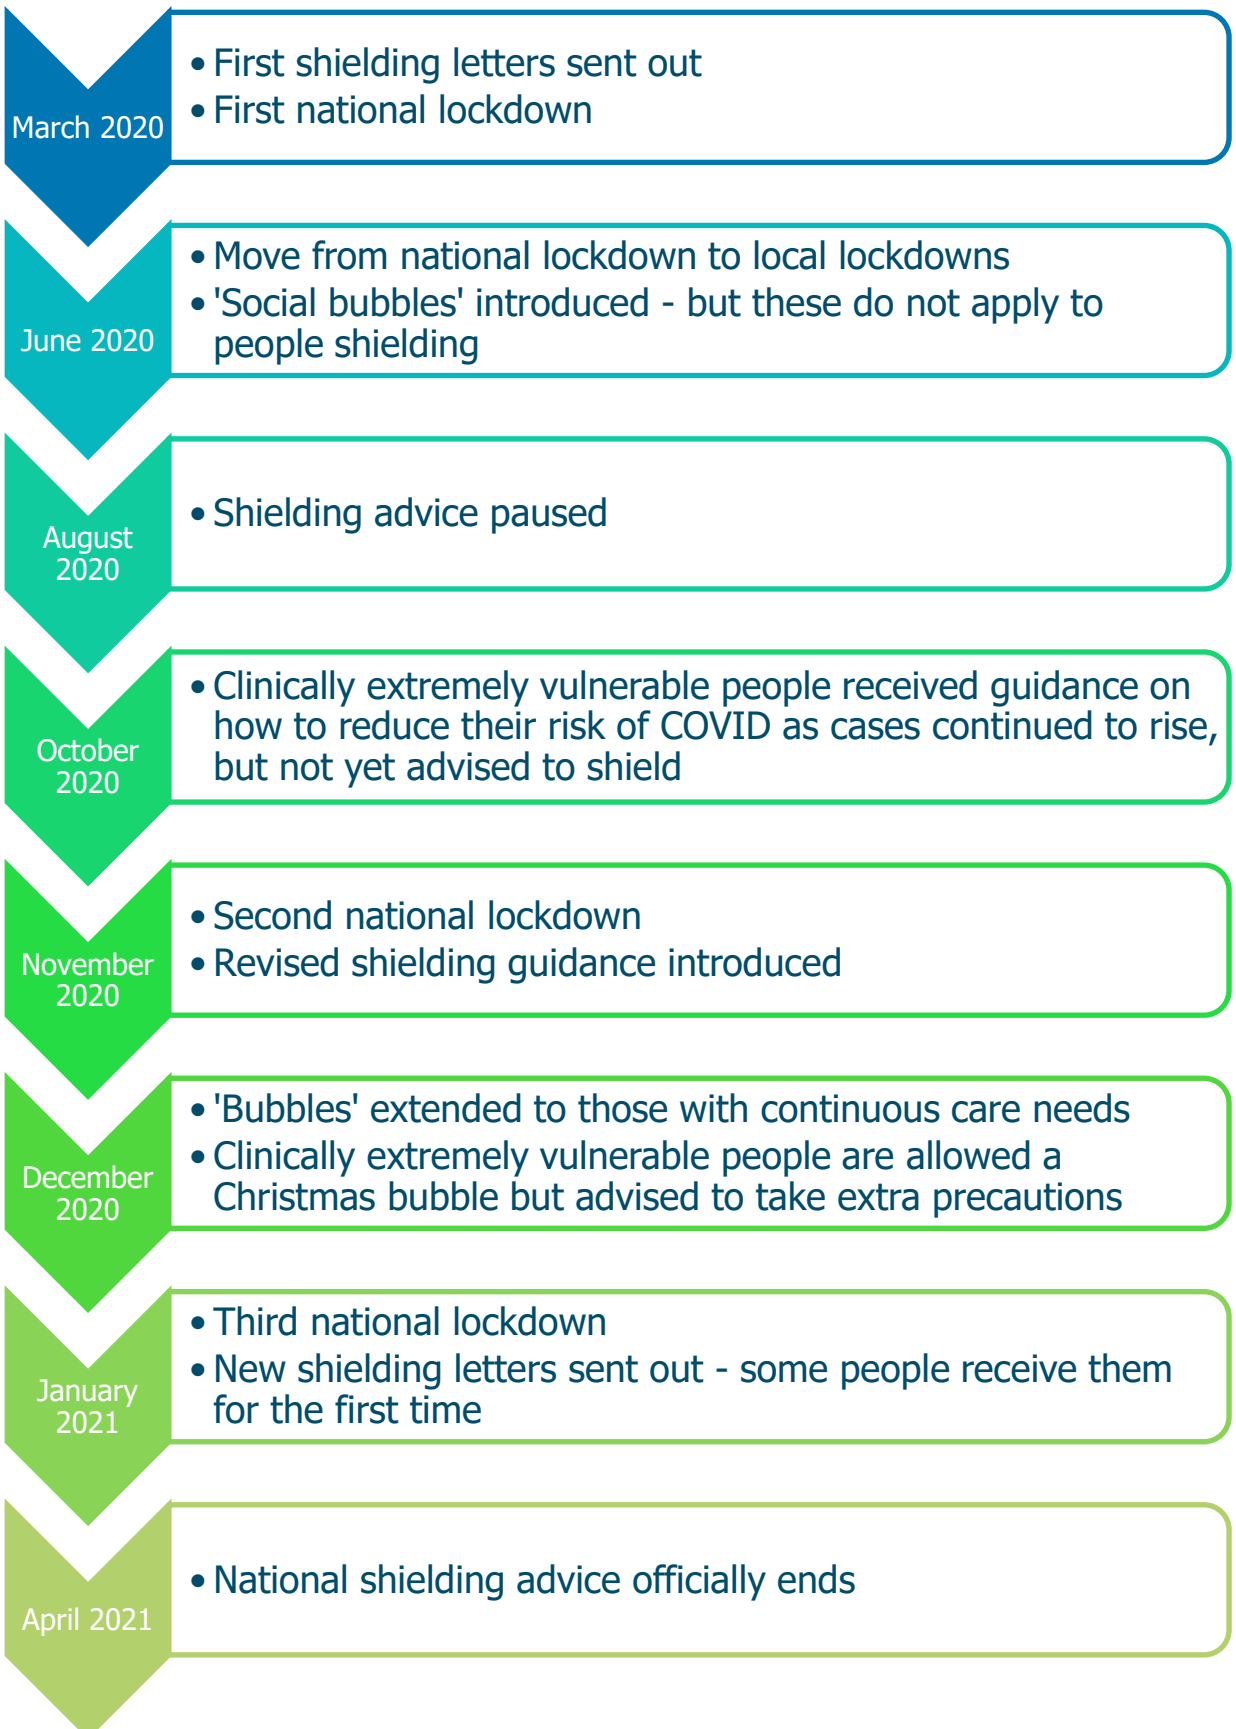 March 2020
• First shielding letters sent out
• First national lockdown
June 2020
• Move from national lockdown to local lockdowns
• 'Social bubbles' introduced - but these do not apply to
people shielding
August
2020
• Shielding advice paused
October
2020
• Clinically extremely vulnerable people received guidance on
how to reduce their risk of COVID as cases continued to rise,
but not yet advised to shield
November
2020
• Second national lockdown
• Revised shielding guidance introduced
December
2020
• 'Bubbles' extended to those with continuous care needs
• Clinically extremely vulnerable people are allowed a
Christmas bubble but advised to take extra precautions
January
2021
• Third national lockdown
• New shielding letters sent out - some people receive them
for the first time
April 2021
• National shielding advice officially ends